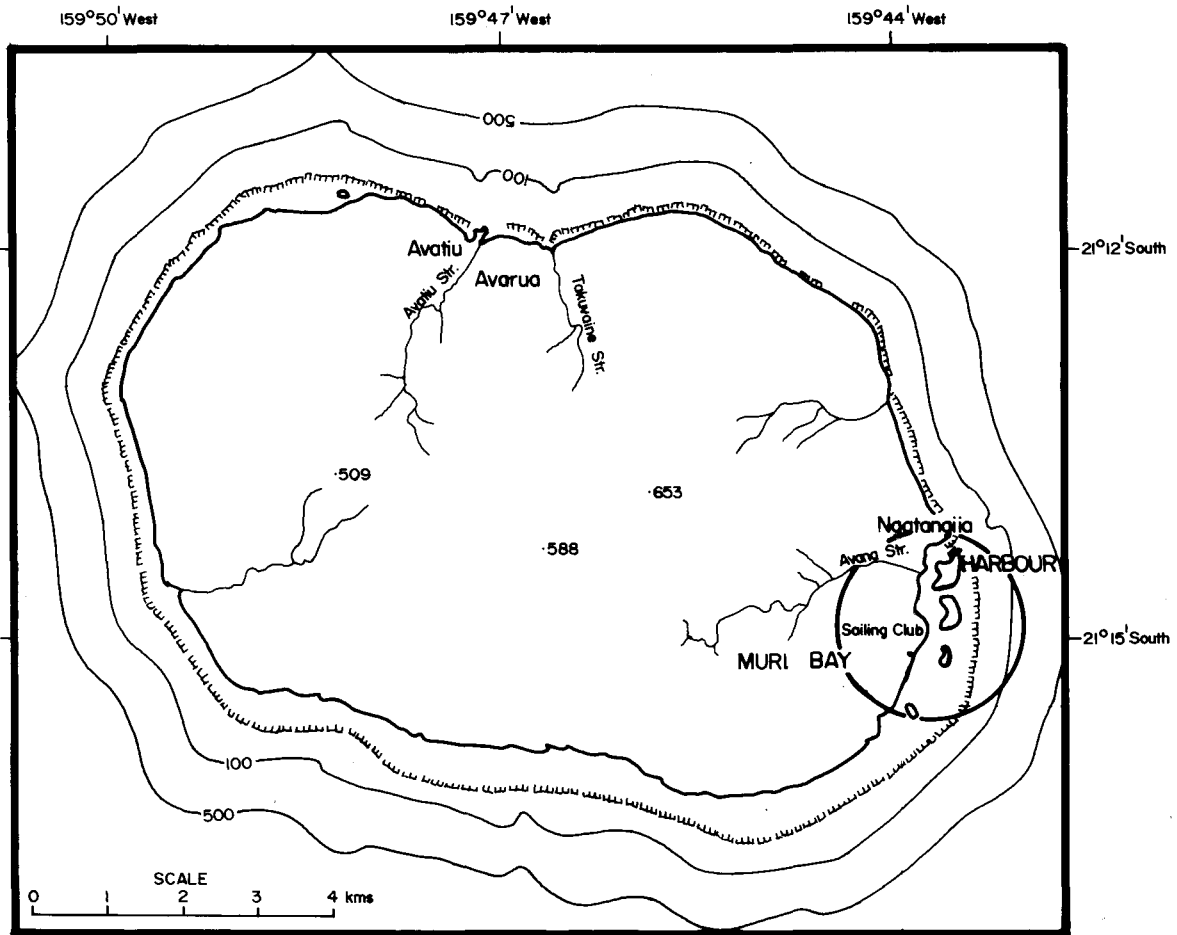 159°50' West
159°47' West
159°44' West
500
100
21°12' South
Avatiu
Avarua
Avatiu Str.
Takuvaine Str.
·509
·653
·588
Ngatangiia
HARBOUR
Avana Str.
Sailing Club
21°15' South
MURI BAY
100
500
SCALE
0 1 2 3 4 kms